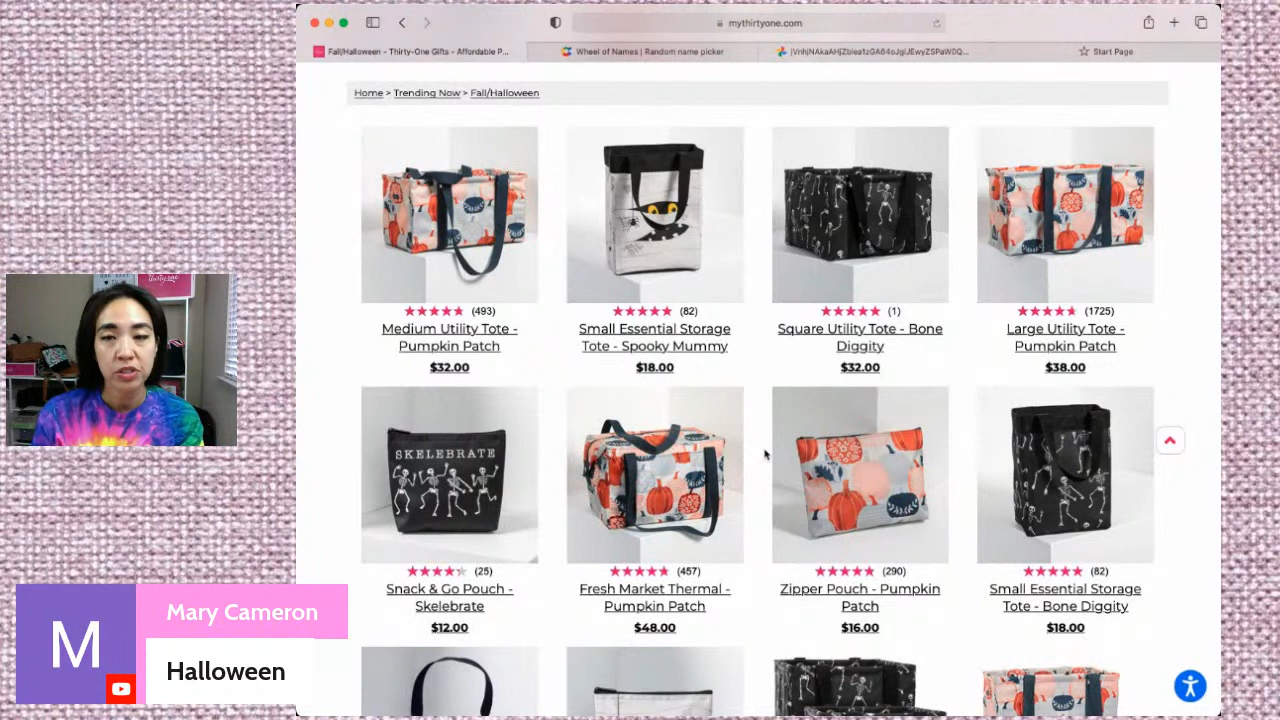 mythirtyone.com
Fall/Halloween - Thirty-One Gifts - Affordable P...
Wheel of Names | Random name picker
Start Page
Home > Trending Now > Fall/Halloween
(493)
(82)
(1)
(1725)
Medium Utility Tote - Pumpkin Patch
$32.00
Small Essential Storage Tote - Spooky Mummy
$18.00
Square Utility Tote - Bone Diggity
$32.00
Large Utility Tote - Pumpkin Patch
$38.00
SKELEBRATE
(25)
(457)
(290)
(82)
Snack & Go Pouch - Skelebrate
$12.00
Fresh Market Thermal - Pumpkin Patch
$48.00
Zipper Pouch - Pumpkin Patch
$16.00
Small Essential Storage Tote - Bone Diggity
$18.00
M
Mary Cameron
Halloween